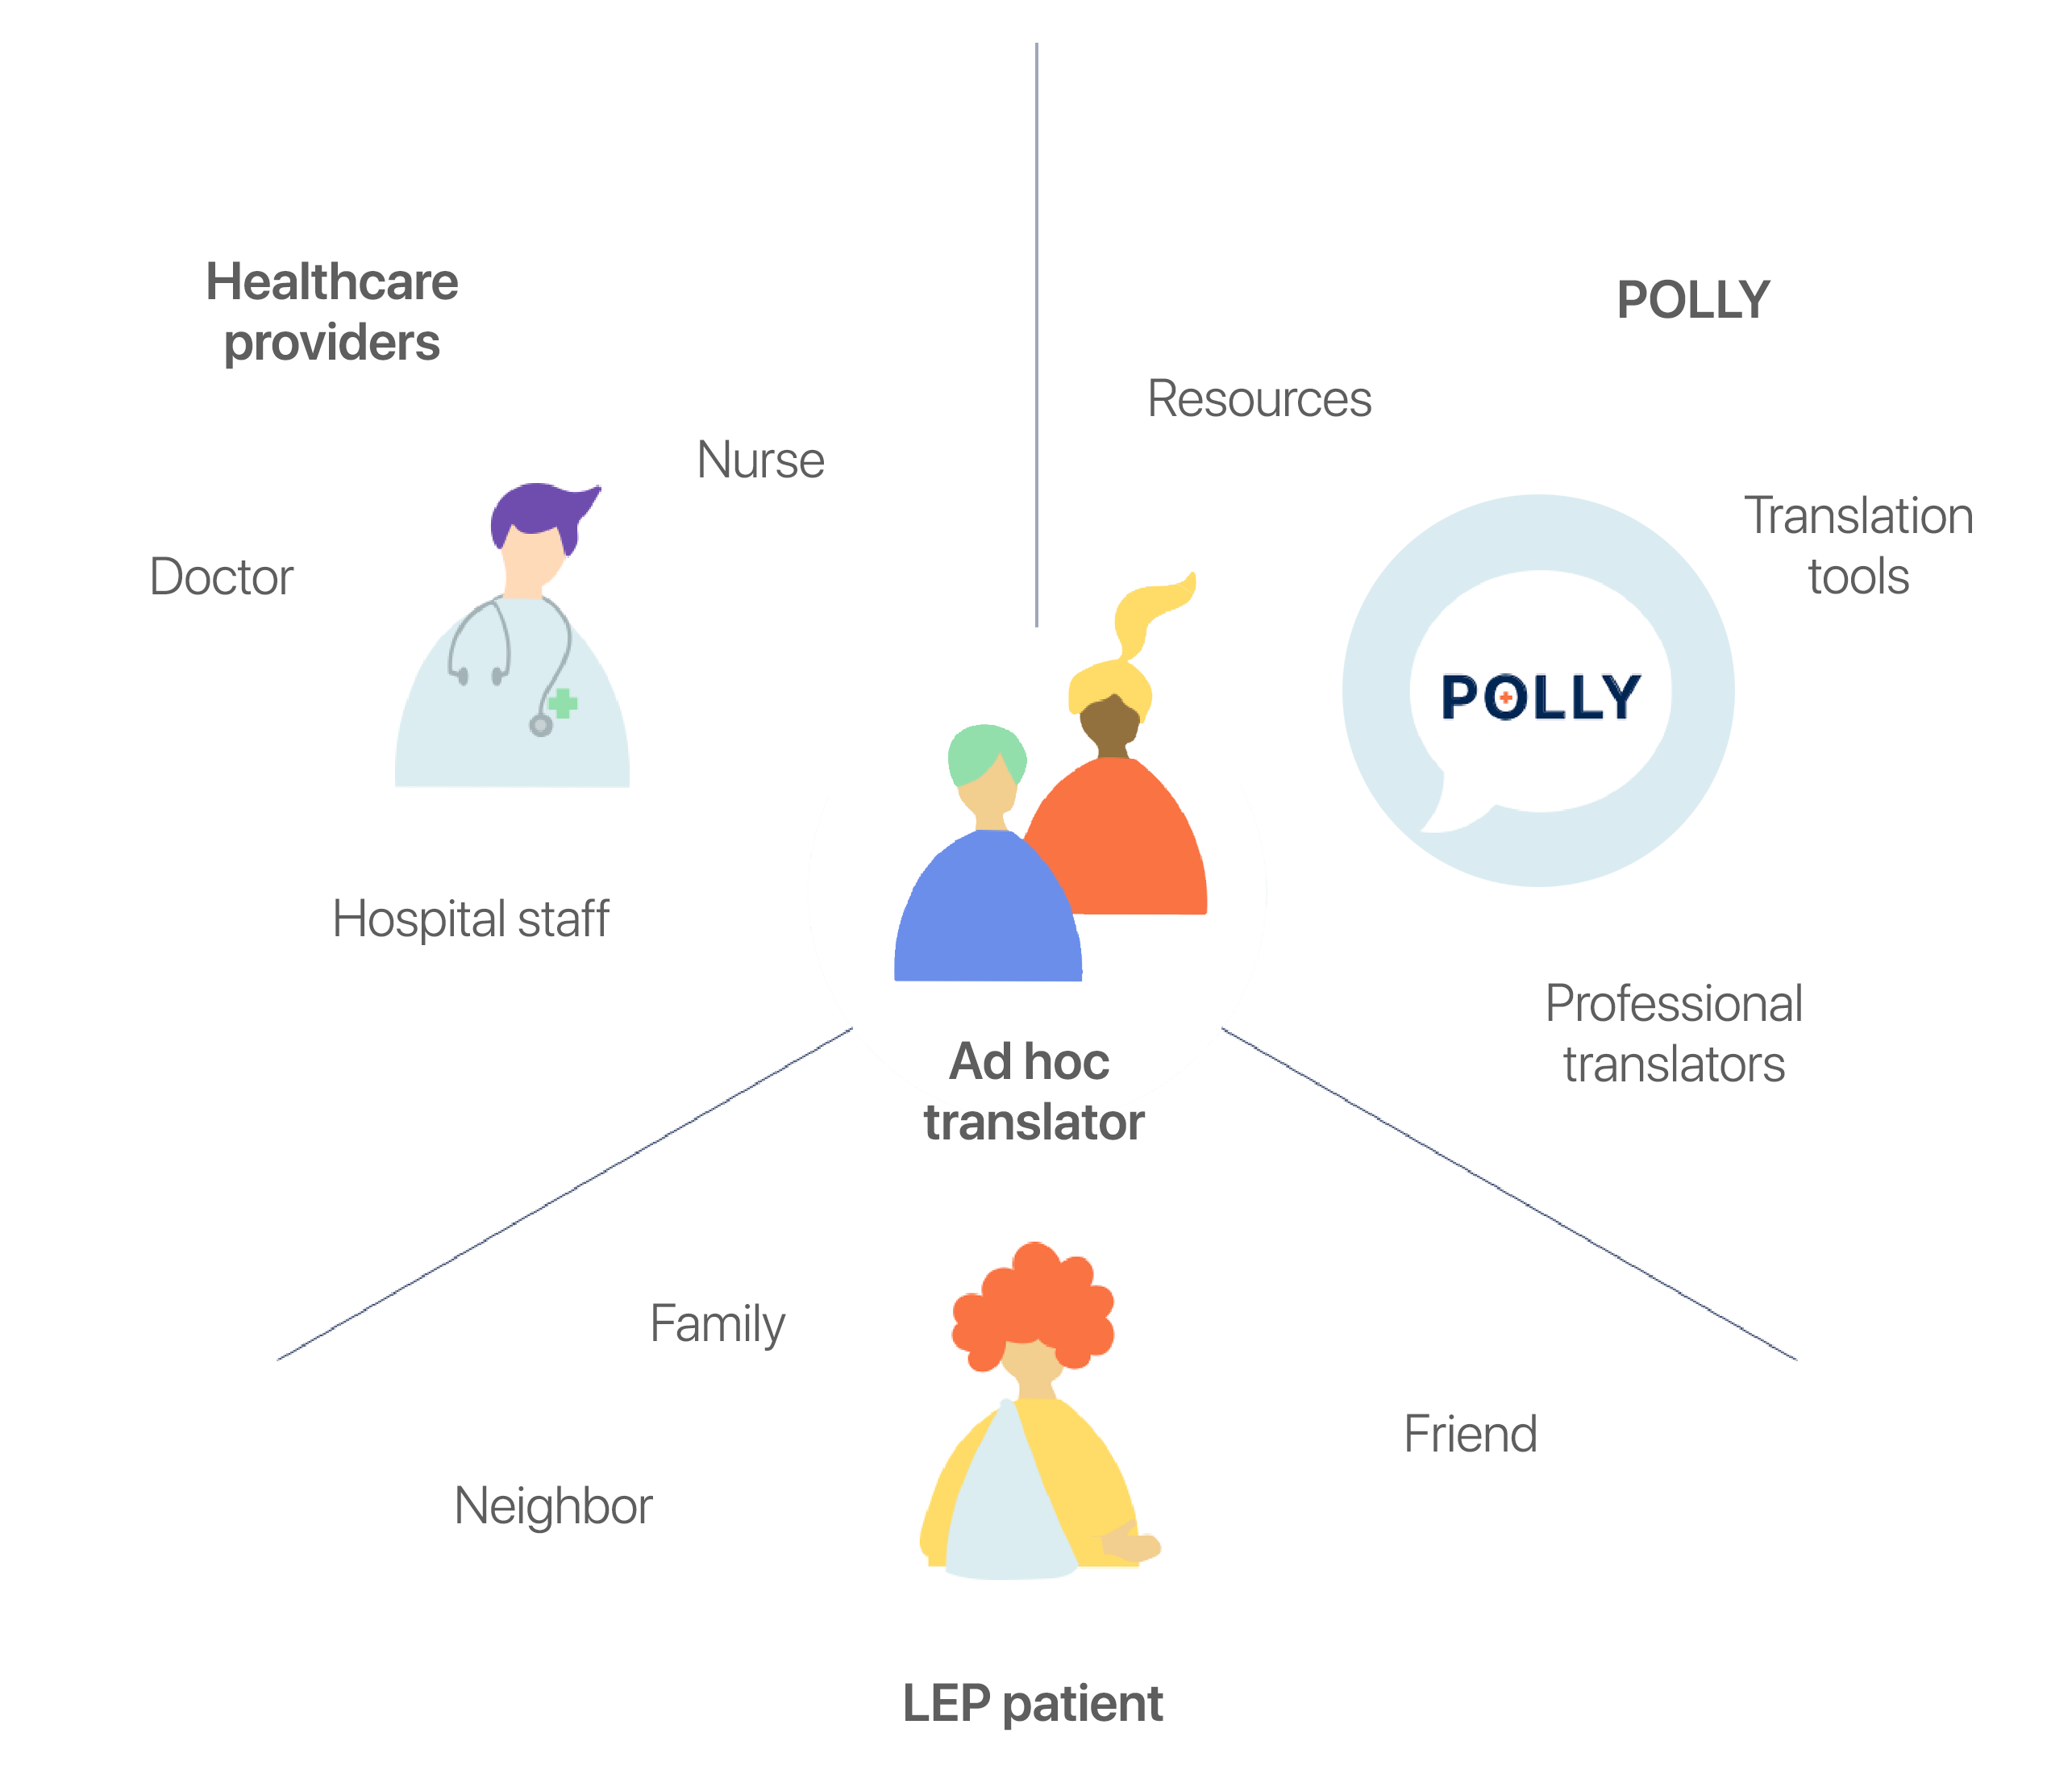 Healthcare
providers
Nurse
Doctor
Hospital staff
POLLY
Resources
Translation
tools
POLLY
Professional
translators
Ad hoc
translator
Family
Neighbor
Friend
LEP patient